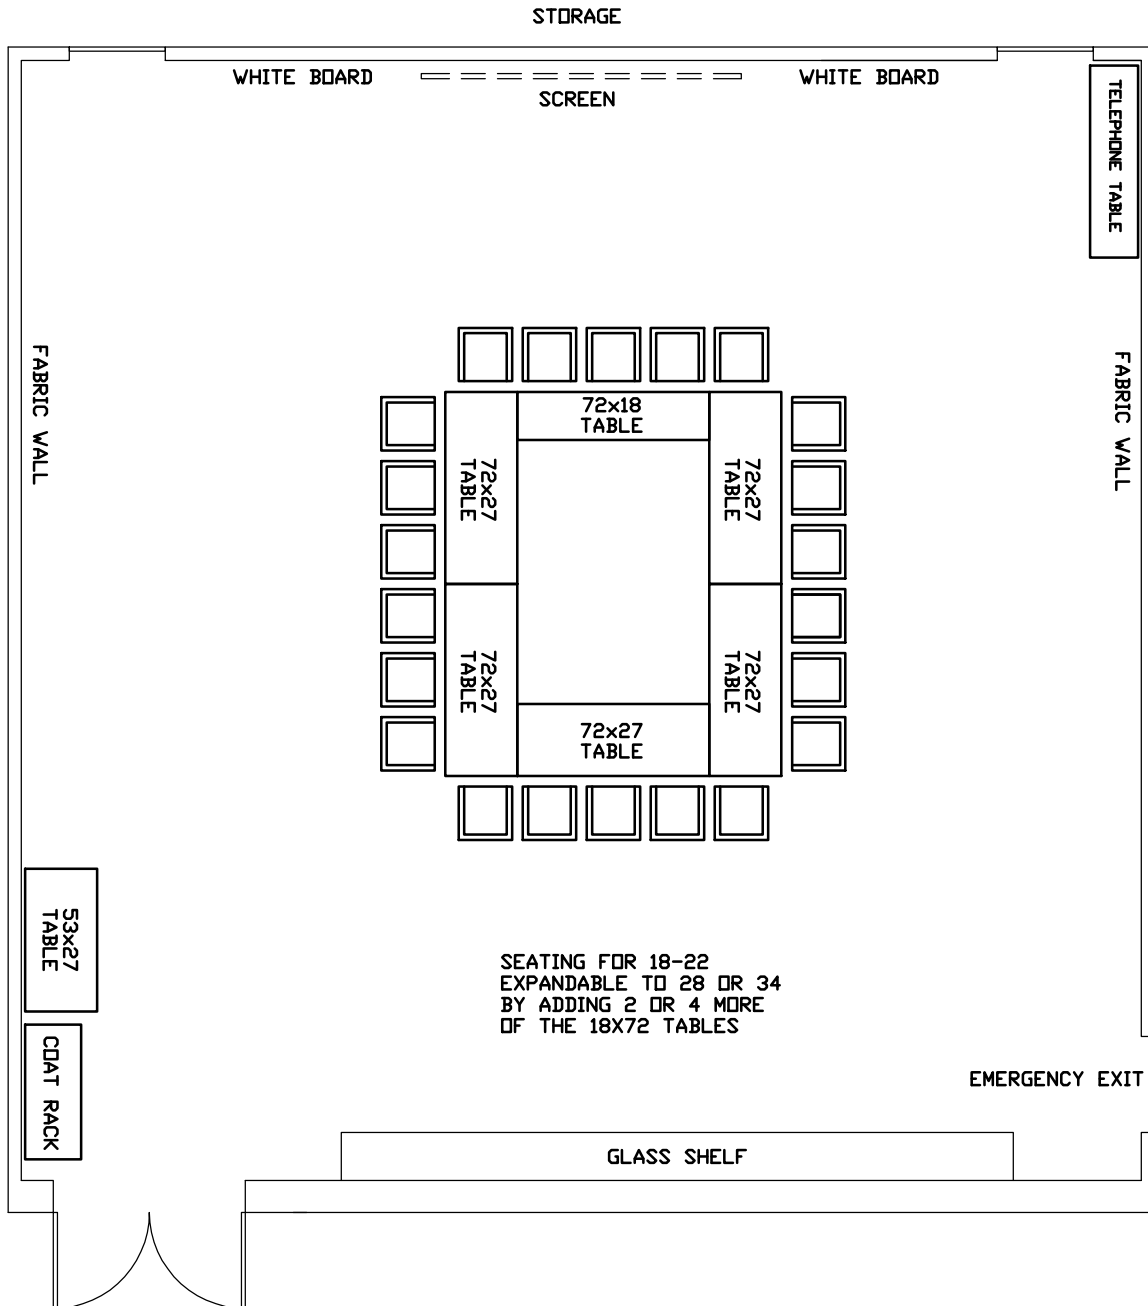 STORAGE
WHITE BOARD
WHITE BOARD
SCREEN
TELEPHONE TABLE
FABRIC WALL
FABRIC WALL
72x18
TABLE
72x27
TABLE
72x27
TABLE
72x27
TABLE
72x27
TABLE
72x27
TABLE
53x27
TABLE
SEATING FOR 18-22
EXPANDABLE TO 28 OR 34
BY ADDING 2 OR 4 MORE
OF THE 18X72 TABLES
COAT RACK
EMERGENCY EXIT
GLASS SHELF